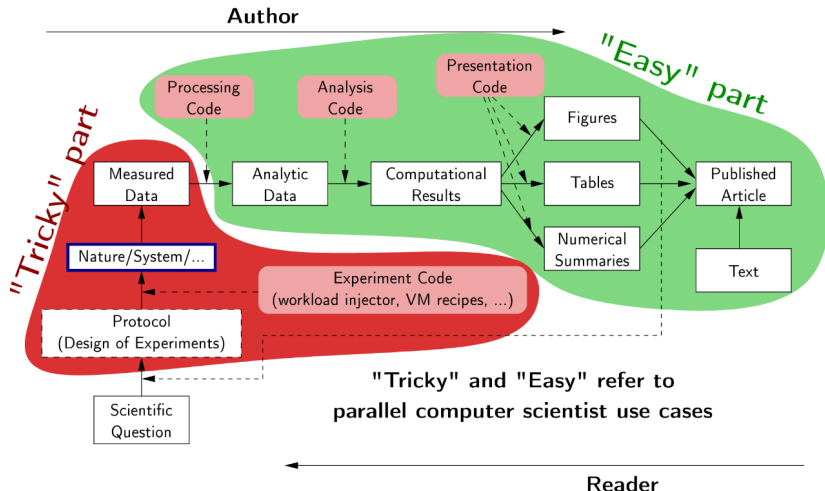 Author
"Easy" part
"Tricky" part
Processing
Code
Analysis
Code
Presentation
Code
Figures
Measured
Data
Analytic
Data
Computational
Results
Tables
Published
Article
Nature/System/...
Numerical
Summaries
Text
Experiment Code
(workload injector, VM recipes, ...)
Protocol
(Design of Experiments)
"Tricky" and "Easy" refer to
parallel computer scientist use cases
Scientific
Question
Reader